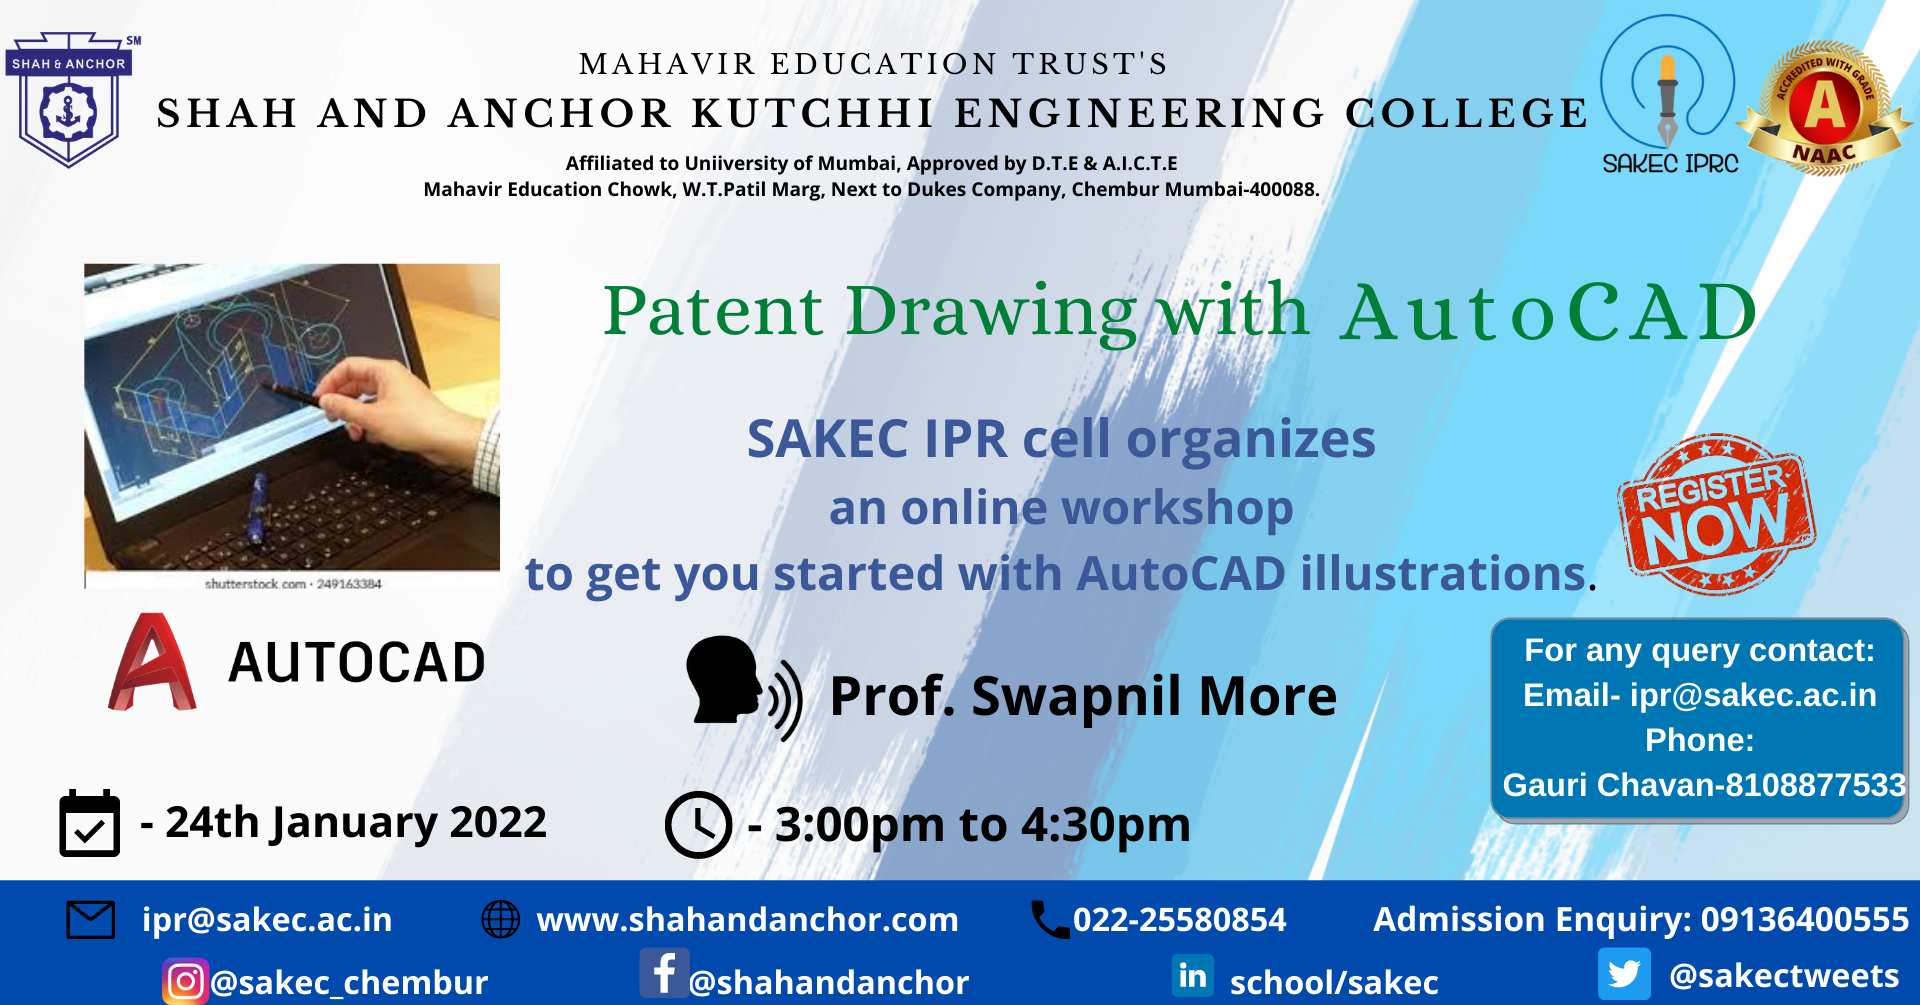 SHAH & ANCHOR
SM
MAHAVIR EDUCATION TRUST'S
SHAH AND ANCHOR KUTCHHI ENGINEERING COLLEGE
Affiliated to Uniiversity of Mumbai, Approved by D.T.E & A.I.C.T.E
Mahavir Education Chowk, W.T.Patil Marg, Next to Dukes Company, Chembur Mumbai-400088.
SAKEC IPRC
ACCREDITED WITH GRADE
A
NAAC
Patent Drawing with AutoCAD
SAKEC IPR cell organizes
an online workshop
to get you started with AutoCAD illustrations.
shutterstock.com · 249163384
REGISTER
NOW
AUTOCAD
Prof. Swapnil More
For any query contact:
Email- ipr@sakec.ac.in
Phone:
Gauri Chavan-8108877533
- 24th January 2022
- 3:00pm to 4:30pm
ipr@sakec.ac.in
www.shahandanchor.com
022-25580854
Admission Enquiry: 09136400555
@sakec_chembur
@shahandanchor
school/sakec
@sakectweets